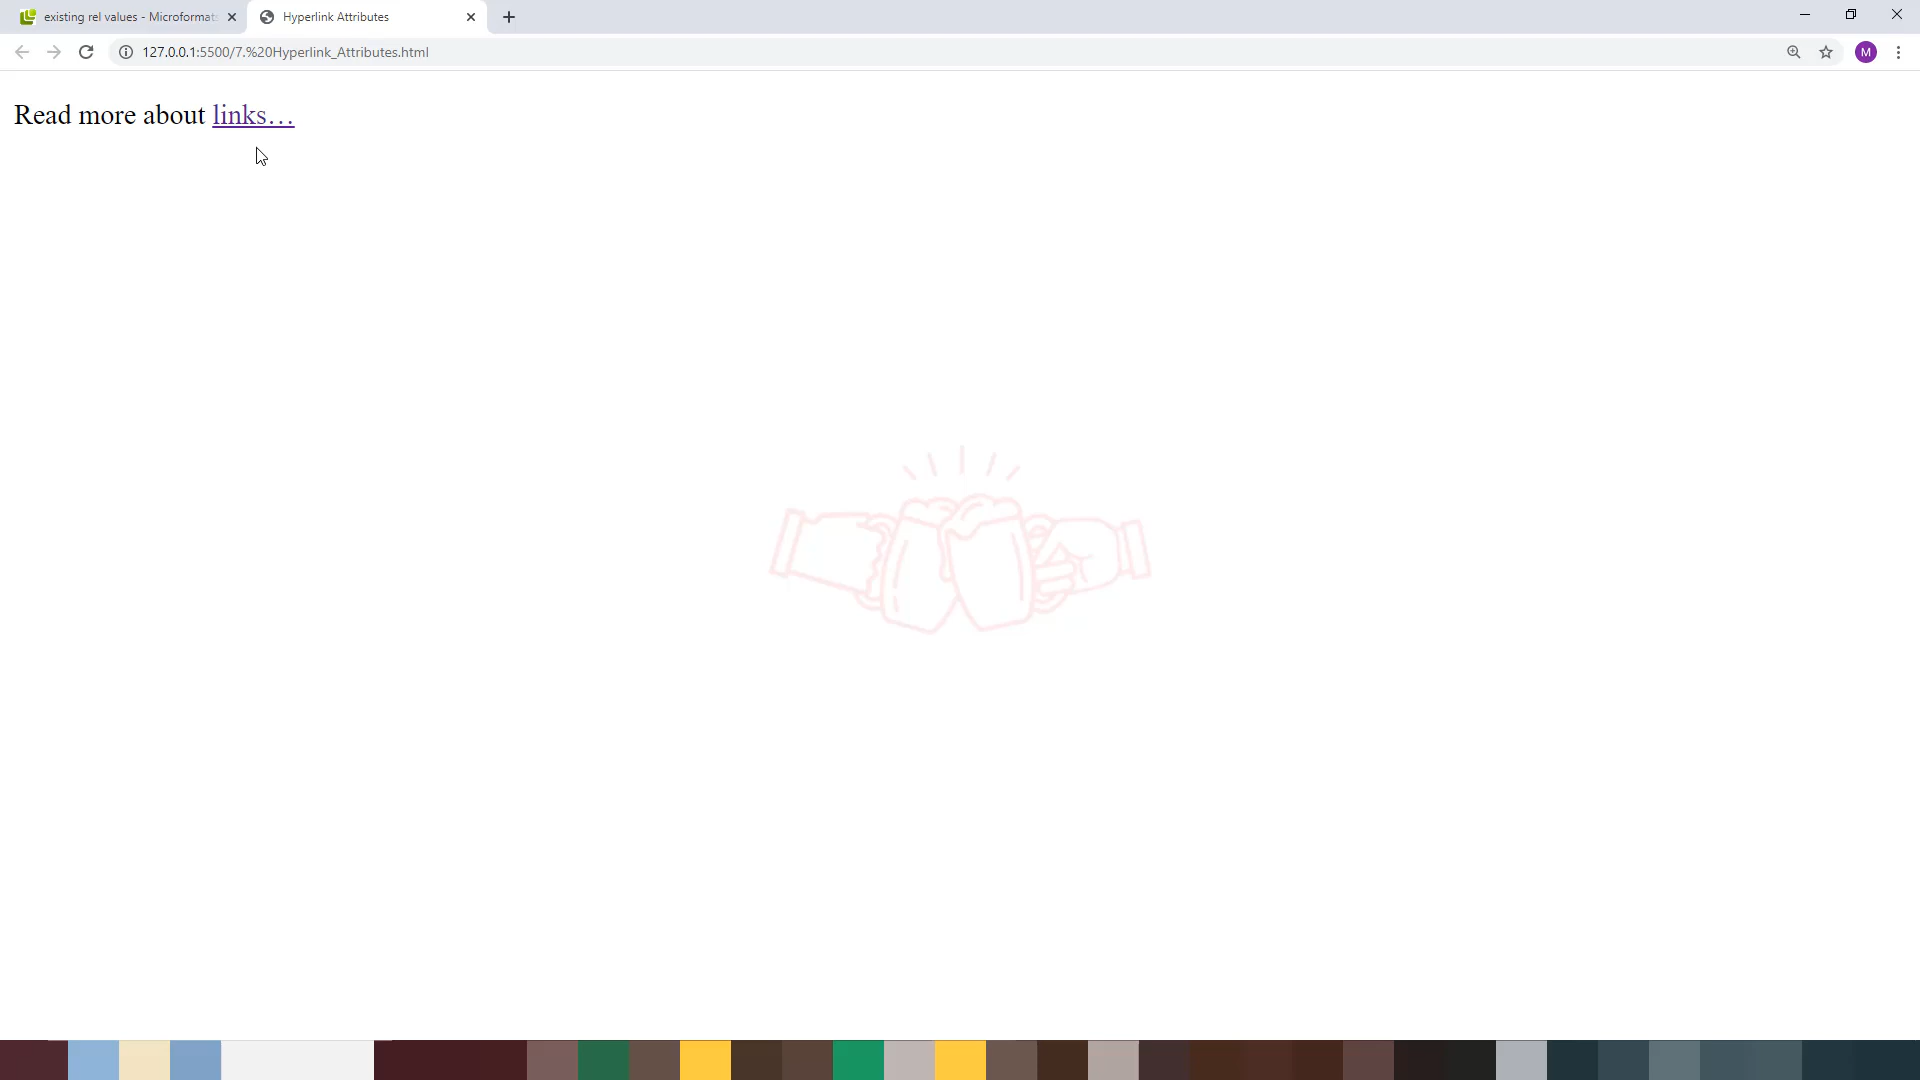 existing rel values - Microformats
Hyperlink Attributes
127.0.0.1:5500/7.%20Hyperlink_Attributes.html
M
Read more about links…